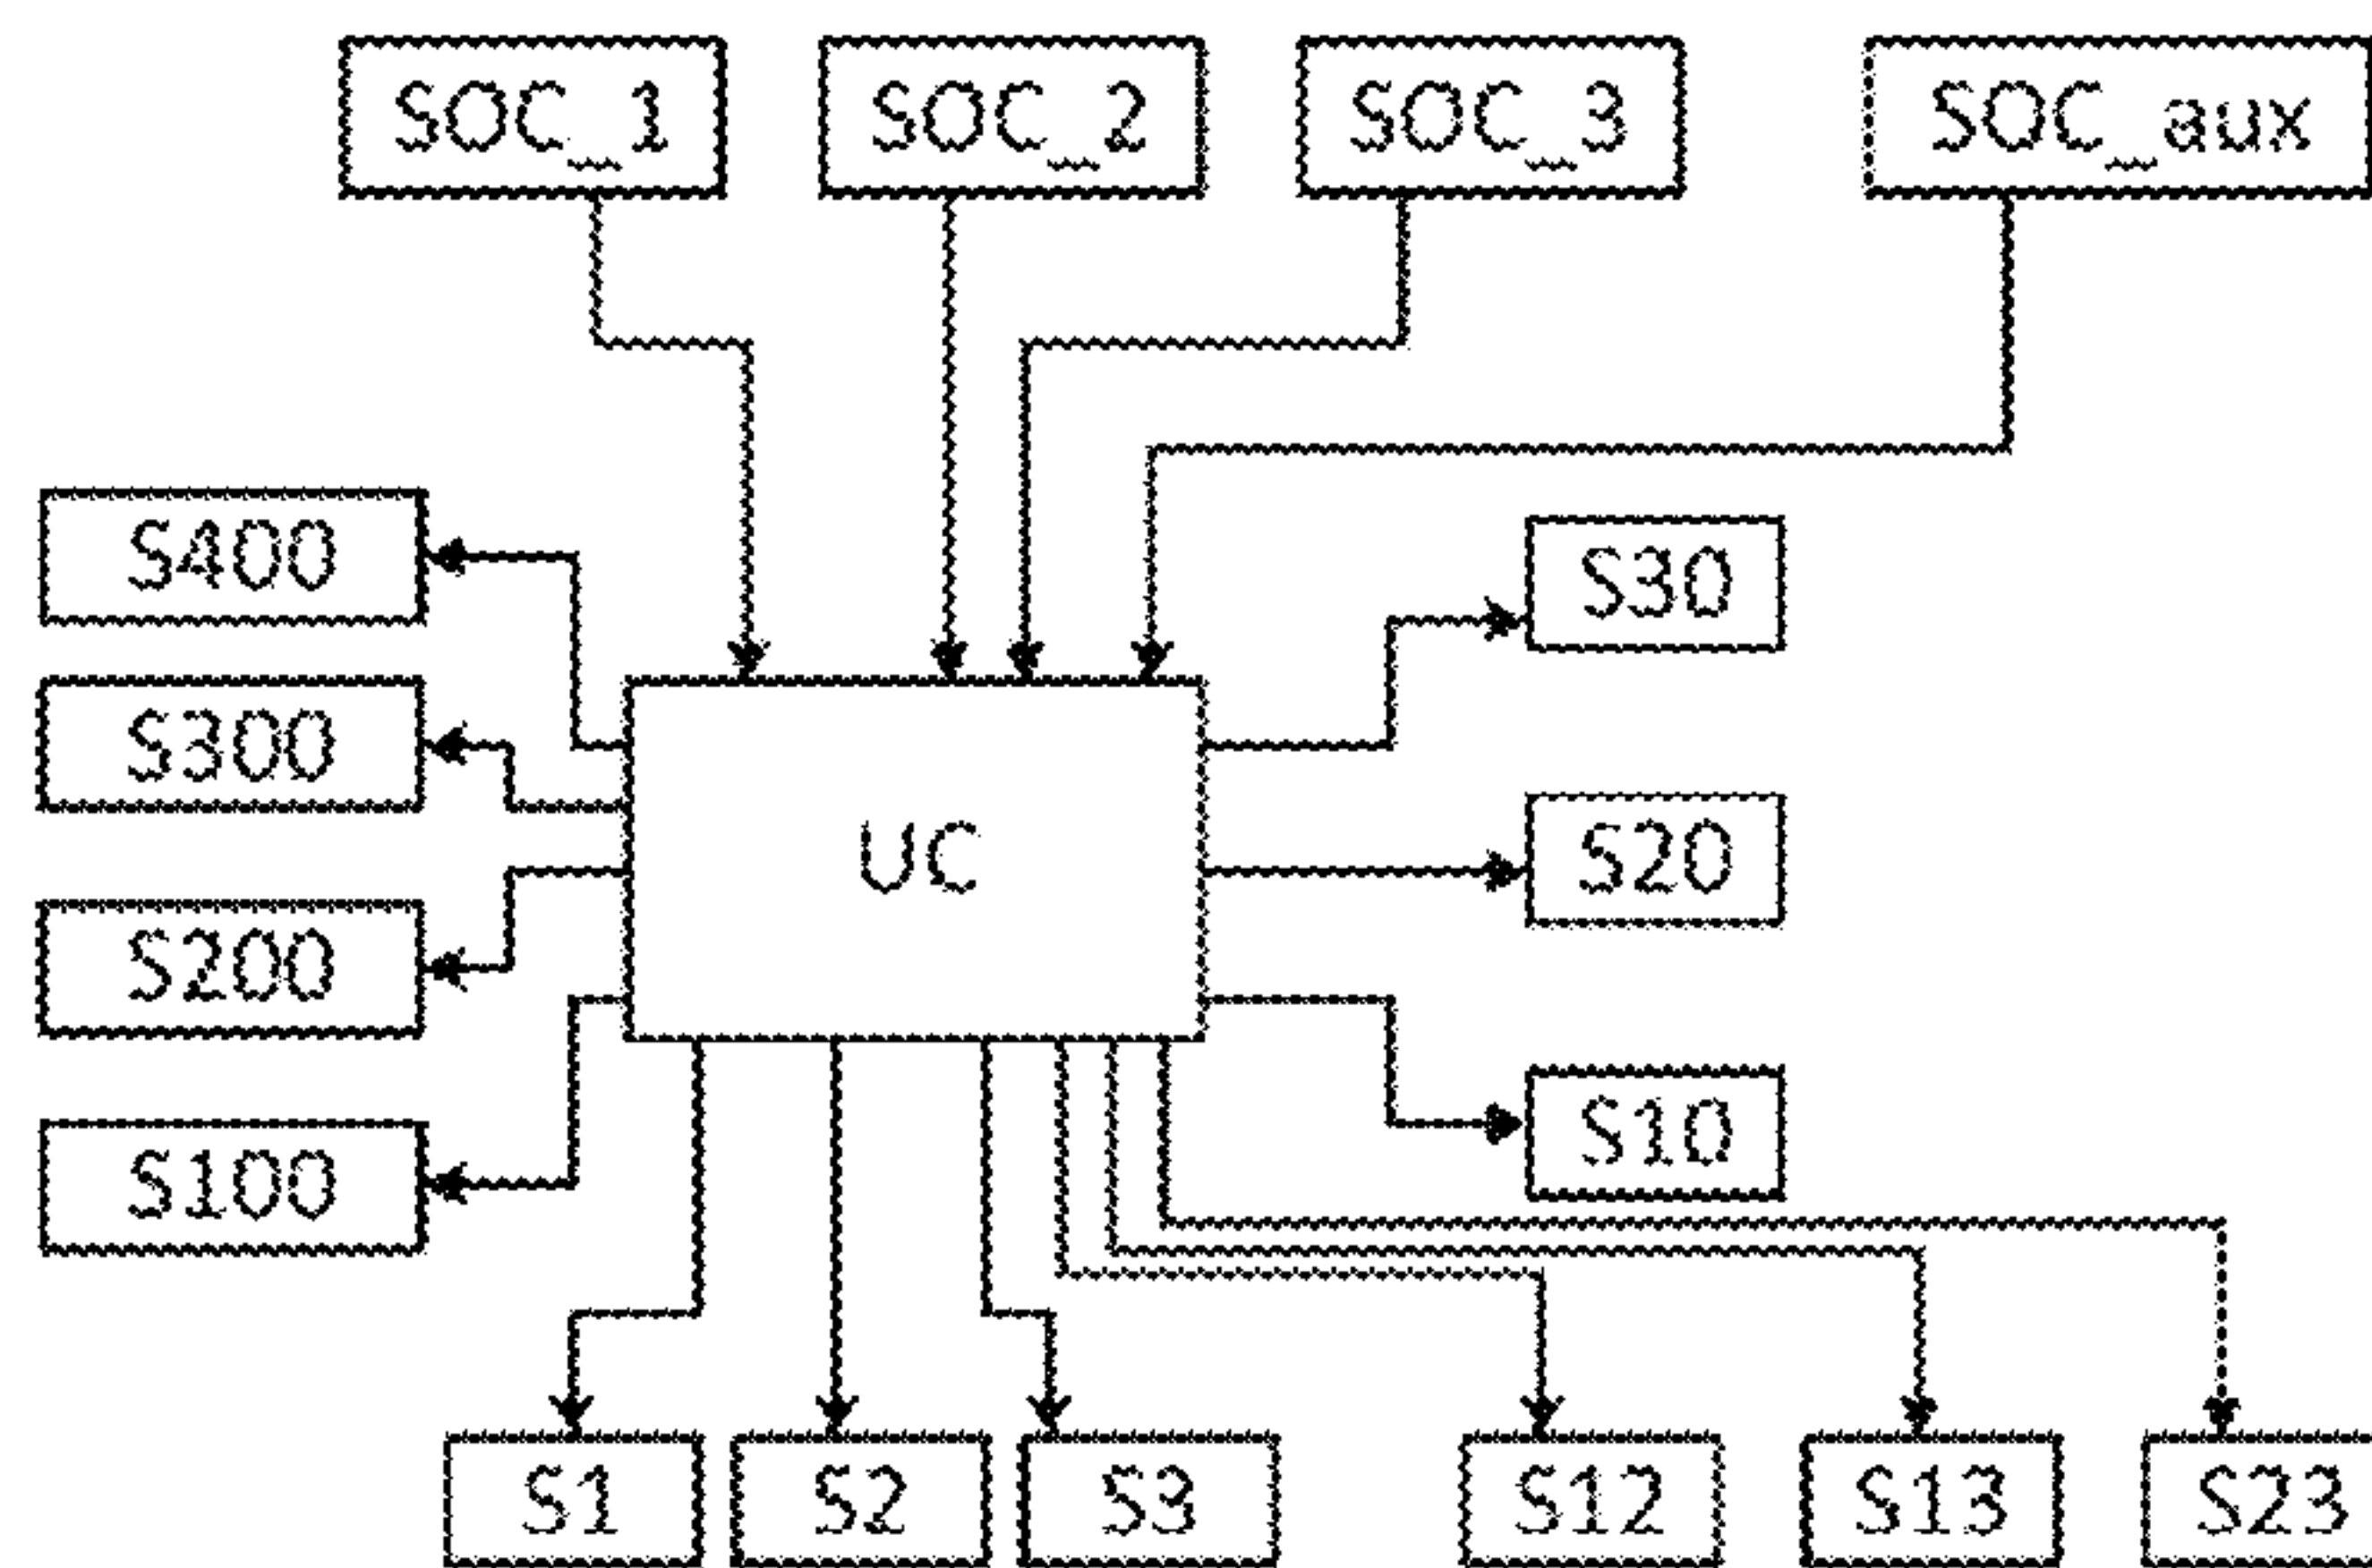 SOC_1 SOC_2 SOC_3 SOC_aux
S400
S30
S300
UC
S20
S200
S10
S100
S1 S2 S3 S12 S13 S23